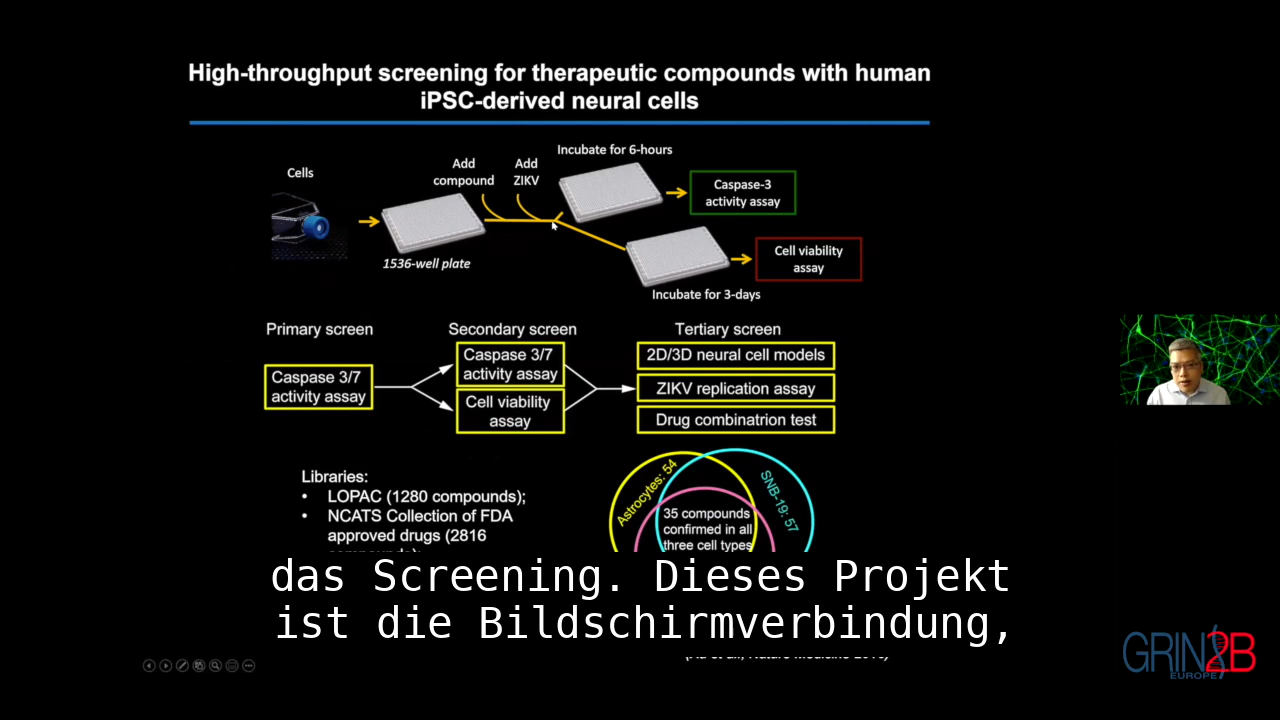 High-throughput screening for therapeutic compounds with human
iPSC-derived neural cells
Cells
Add
compound
Add
ZIKV
Incubate for 6-hours
Caspase-3
activity assay
1536-well plate
Cell viability
assay
Incubate for 3-days
Primary screen
Secondary screen
Tertiary screen
Caspase 3/7
activity assay
Caspase 3/7
activity assay
Cell viability
assay
2D/3D neural cell models
ZIKV replication assay
Drug combinatrion test
Libraries:
• LOPAC (1280 compounds);
• NCATS Collection of FDA
approved drugs (2816
Astrocytes: 54
SNB-19: 57
35 compounds
confirmed in all
three cell types
das Screening. Dieses Projekt
ist die Bildschirmverbindung,
GRIN2B
EUROPE